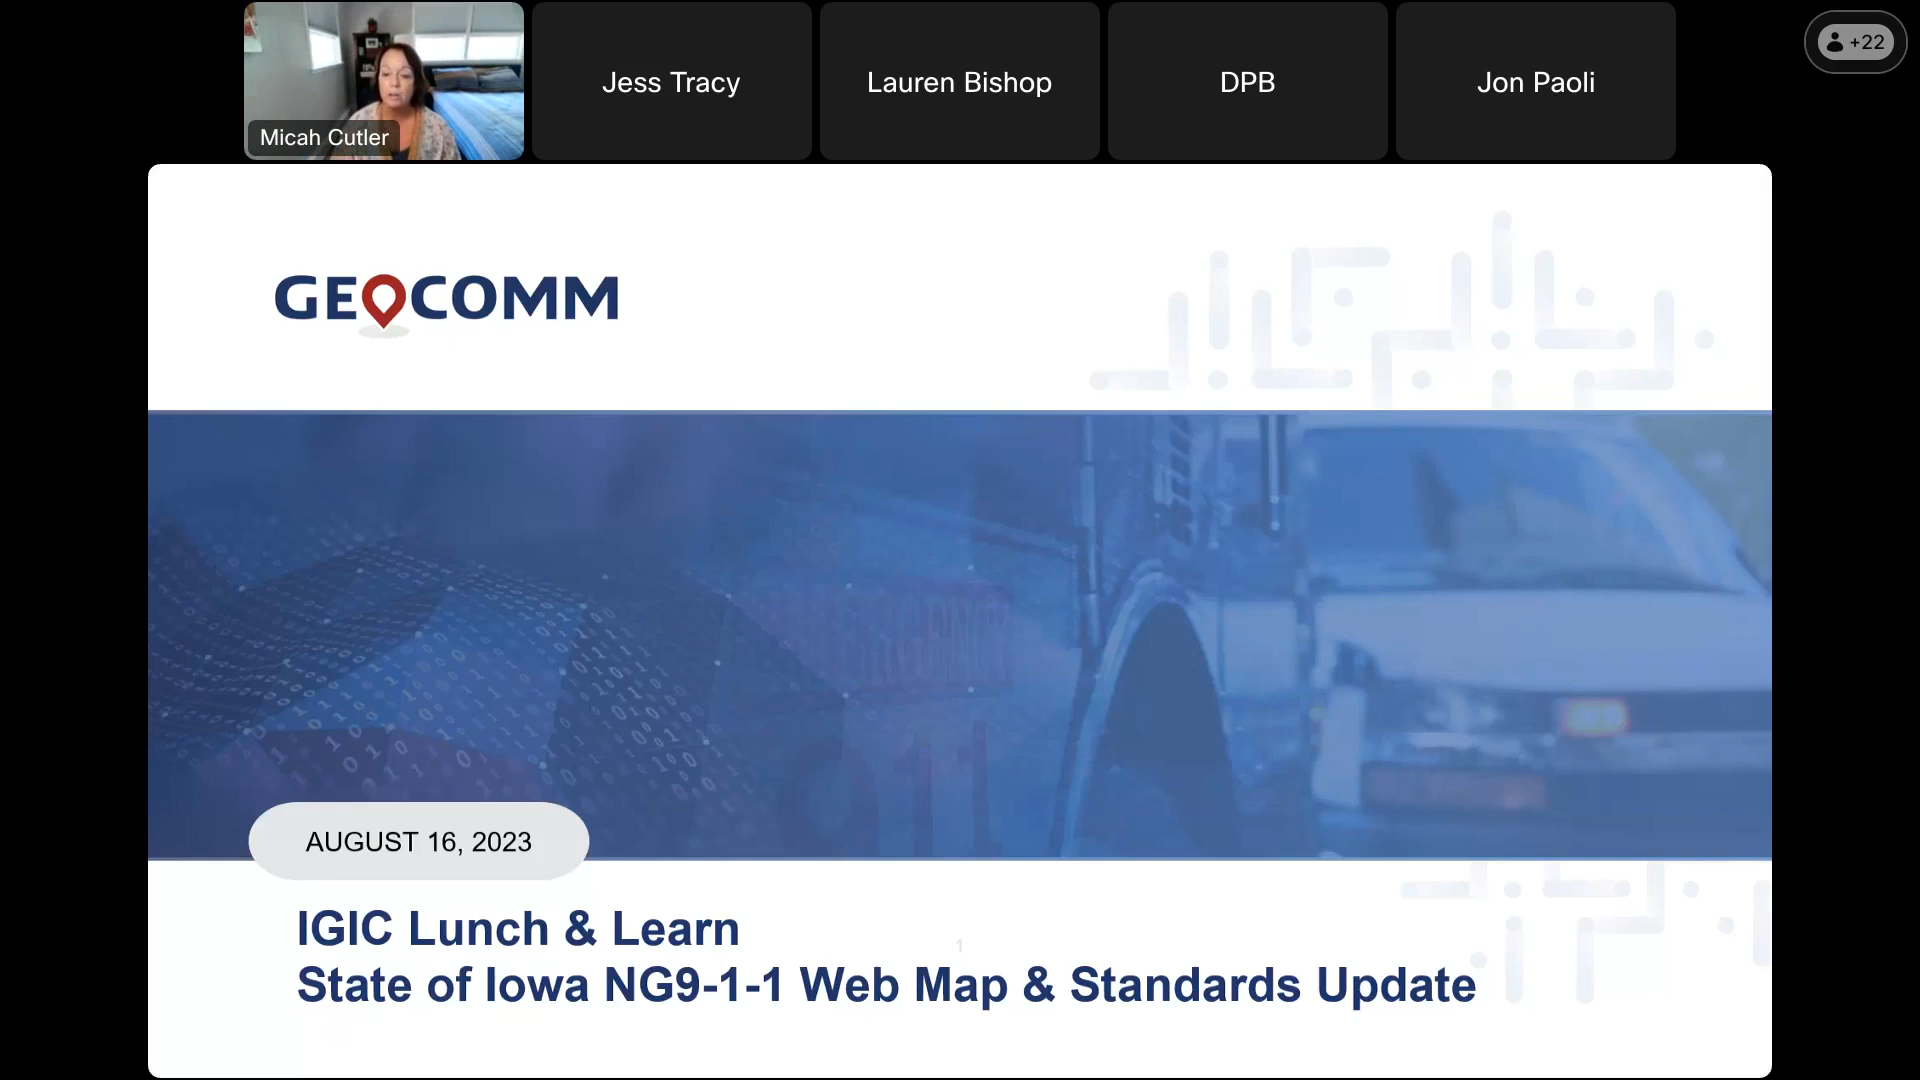 Micah Cutler
Jess Tracy
Lauren Bishop
DPB
Jon Paoli
+22
GEOCOMM
AUGUST 16, 2023
IGIC Lunch & Learn
1
State of Iowa NG9-1-1 Web Map & Standards Update